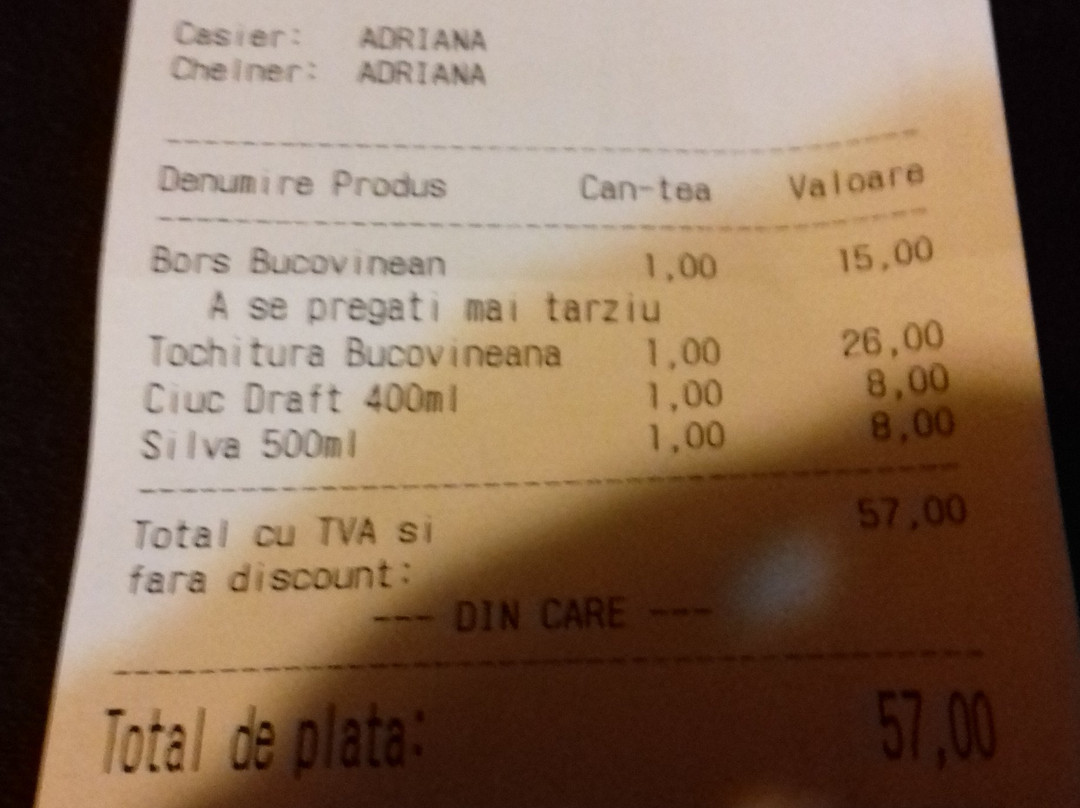 Casier: ADRIANA
Chelner: ADRIANA
Denumire Produs Can-tea Valoare
Bors Bucovinean 1,00 15,00
A se pregati mai tarziu
Tochitura Bucovineana 1,00 26,00
Ciuc Draft 400ml 1,00 8,00
Silva 500ml 1,00 8,00
Total cu TVA si 57,00
fara discount:
--- DIN CARE ---
Total de plata: 57,00